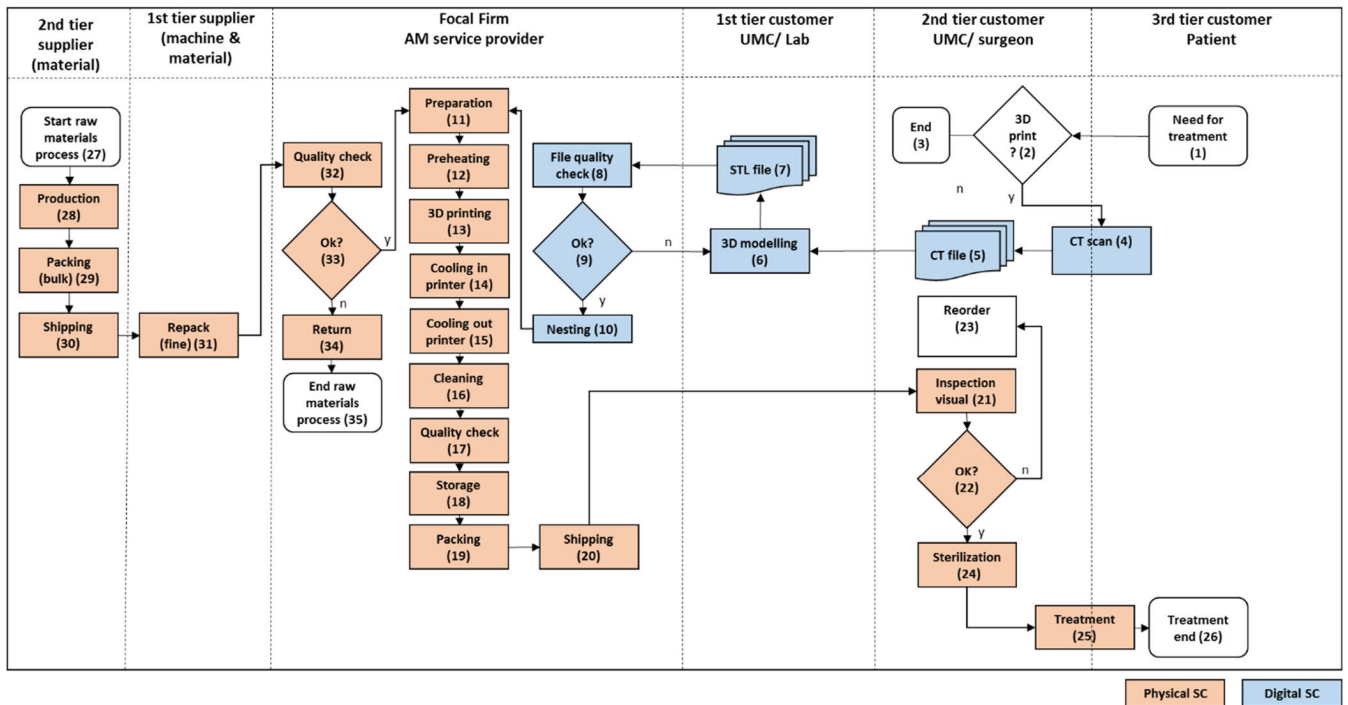 2nd tier
supplier
(material)
1st tier supplier
(machine &
material)
Focal Firm
AM service provider
1st tier customer
UMC/ Lab
2nd tier customer
UMC/ surgeon
3rd tier customer
Patient
Start raw
materials
process (27)
Production
(28)
Packing
(bulk) (29)
Shipping
(30)
Repack
(fine) (31)
Quality check
(32)
Ok?
(33)
y
n
Return
(34)
End raw
materials
process (35)
Preparation
(11)
Preheating
(12)
3D printing
(13)
Cooling in
printer (14)
Cooling out
printer (15)
Cleaning
(16)
Quality check
(17)
Storage
(18)
Packing
(19)
Shipping
(20)
File quality
check (8)
Ok?
(9)
n
y
Nesting (10)
STL file (7)
3D modelling
(6)
End
(3)
3D
print
? (2)
n
y
Need for
treatment
(1)
CT scan (4)
CT file (5)
Reorder
(23)
Inspection
visual (21)
OK?
(22)
n
y
Sterilization
(24)
Treatment
(25)
Treatment
end (26)
Physical SC
Digital SC